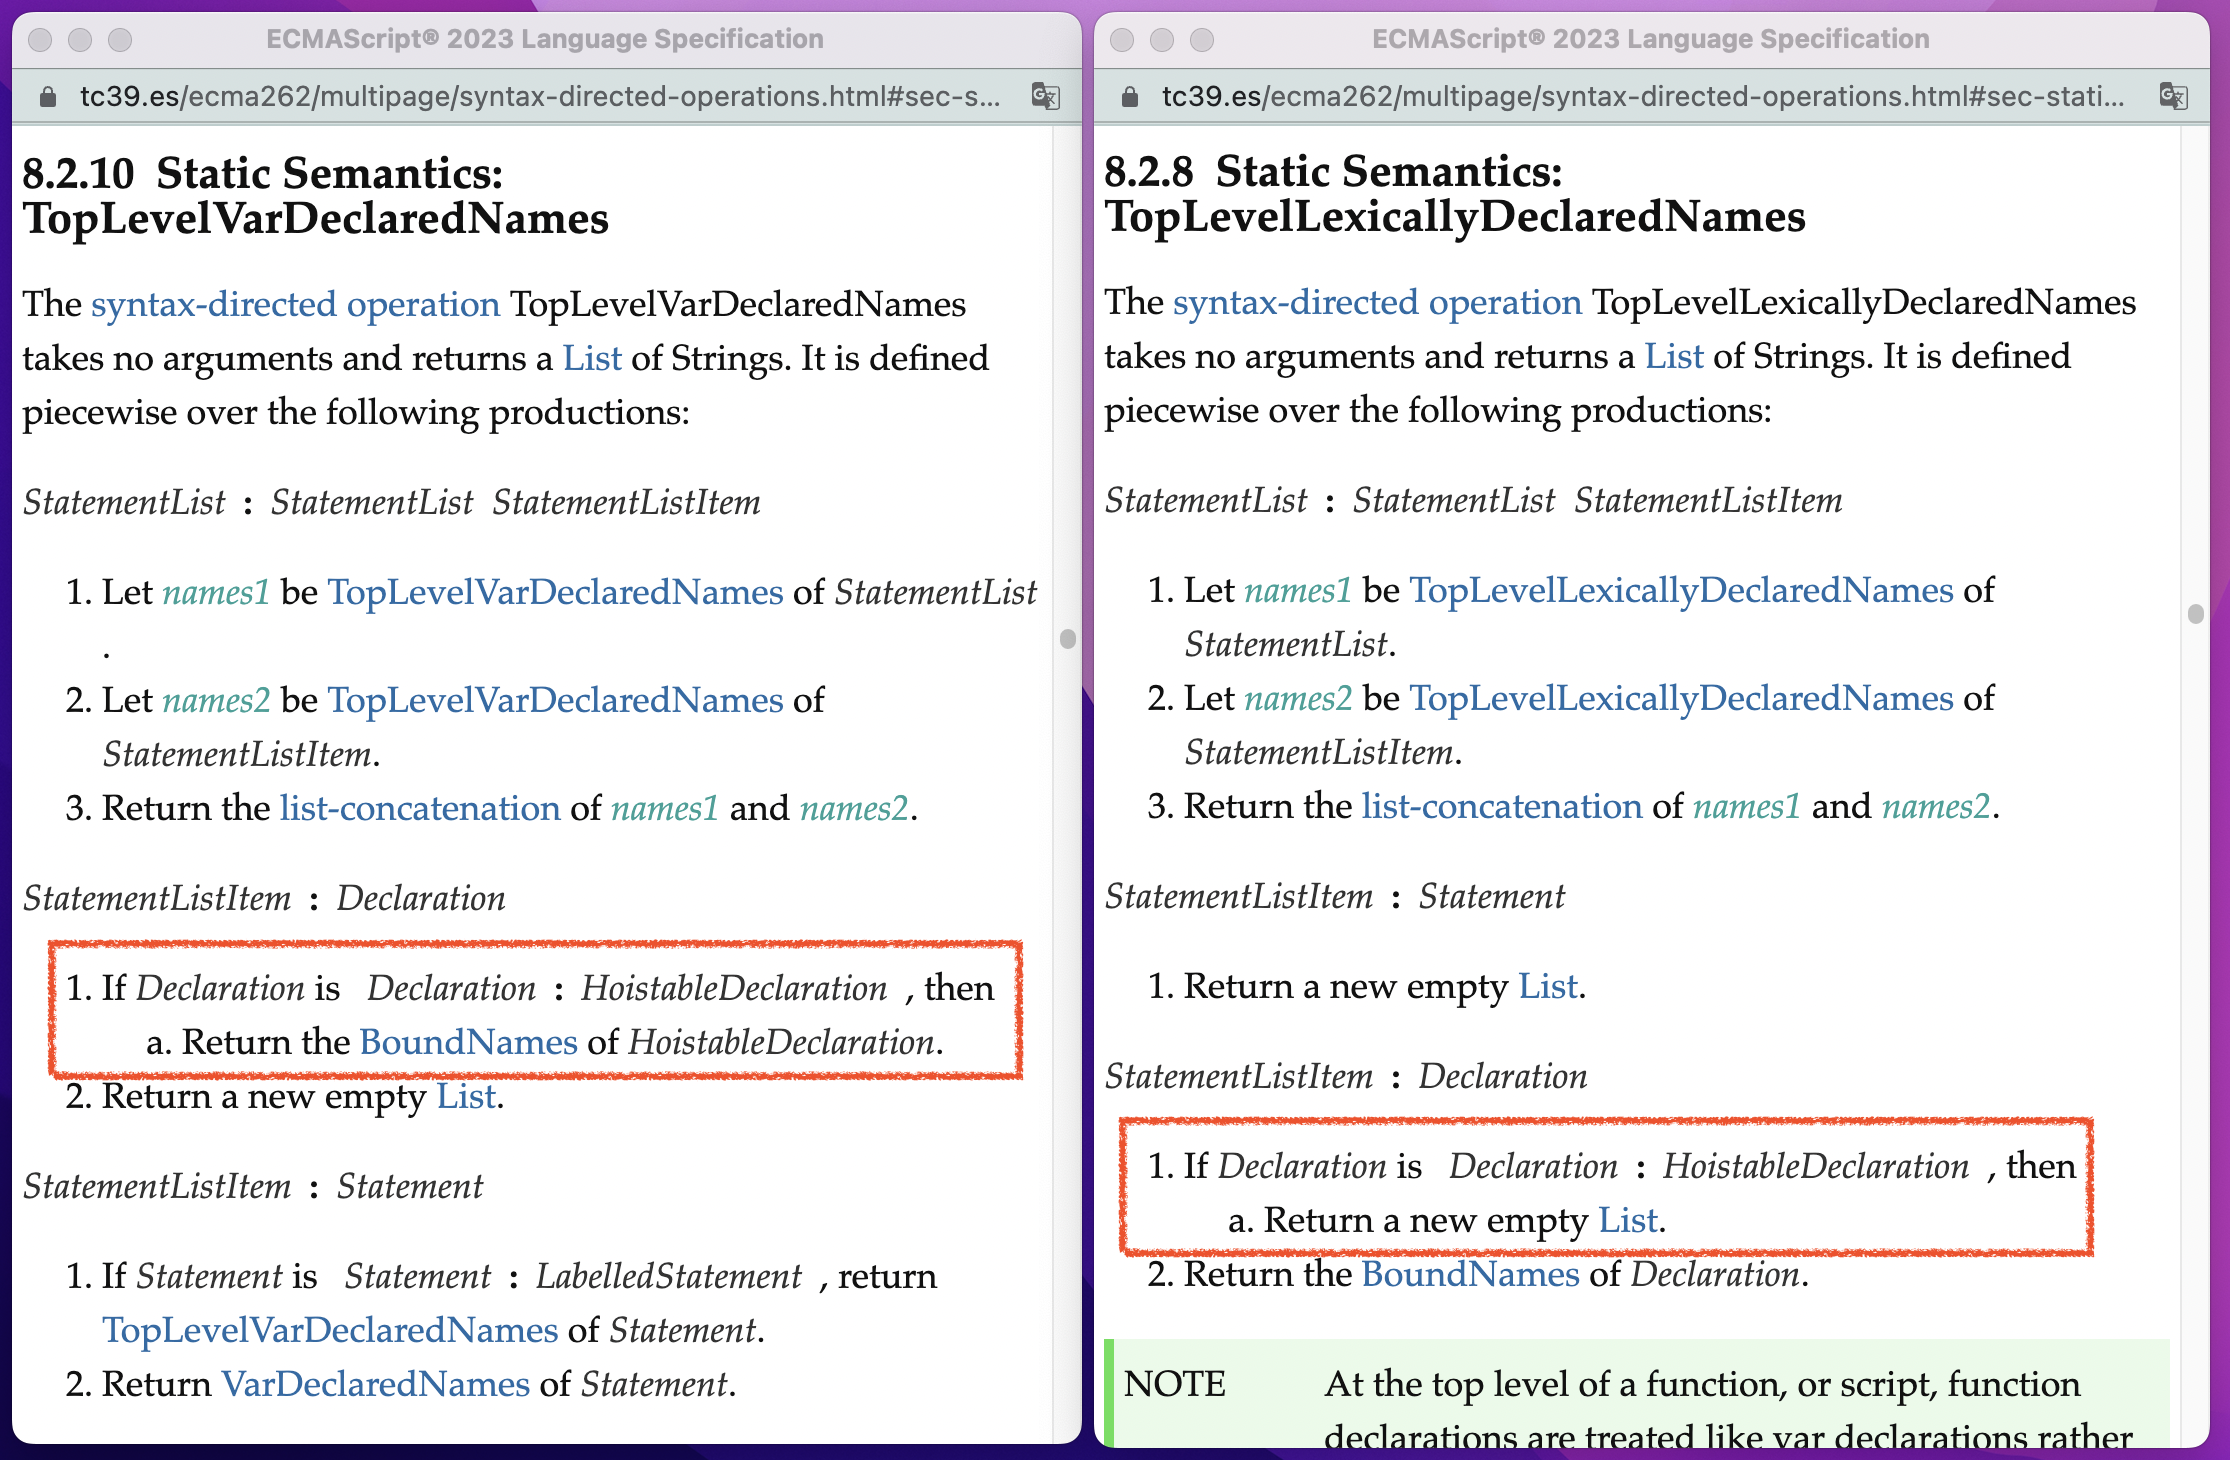 ECMAScript® 2023 Language Specification
tc39.es/ecma262/multipage/syntax-directed-operations.html#sec-s...
8.2.10 Static Semantics:
TopLevelVarDeclaredNames
The syntax-directed operation TopLevelVarDeclaredNames
takes no arguments and returns a List of Strings. It is defined
piecewise over the following productions:
StatementList : StatementList StatementListItem
1. Let names1 be TopLevelVarDeclaredNames of StatementList
.
2. Let names2 be TopLevelVarDeclaredNames of
StatementListItem.
3. Return the list-concatenation of names1 and names2.
StatementListItem : Declaration
1. If Declaration is Declaration : HoistableDeclaration , then
a. Return the BoundNames of HoistableDeclaration.
2. Return a new empty List.
StatementListItem : Statement
1. If Statement is Statement : LabelledStatement , return
TopLevelVarDeclaredNames of Statement.
2. Return VarDeclaredNames of Statement.
ECMAScript® 2023 Language Specification
tc39.es/ecma262/multipage/syntax-directed-operations.html#sec-stati...
8.2.8 Static Semantics:
TopLevelLexicallyDeclaredNames
The syntax-directed operation TopLevelLexicallyDeclaredNames
takes no arguments and returns a List of Strings. It is defined
piecewise over the following productions:
StatementList : StatementList StatementListItem
1. Let names1 be TopLevelLexicallyDeclaredNames of
StatementList.
2. Let names2 be TopLevelLexicallyDeclaredNames of
StatementListItem.
3. Return the list-concatenation of names1 and names2.
StatementListItem : Statement
1. Return a new empty List.
StatementListItem : Declaration
1. If Declaration is Declaration : HoistableDeclaration , then
a. Return a new empty List.
2. Return the BoundNames of Declaration.
NOTE At the top level of a function, or script, function
declarations are treated like var declarations rather